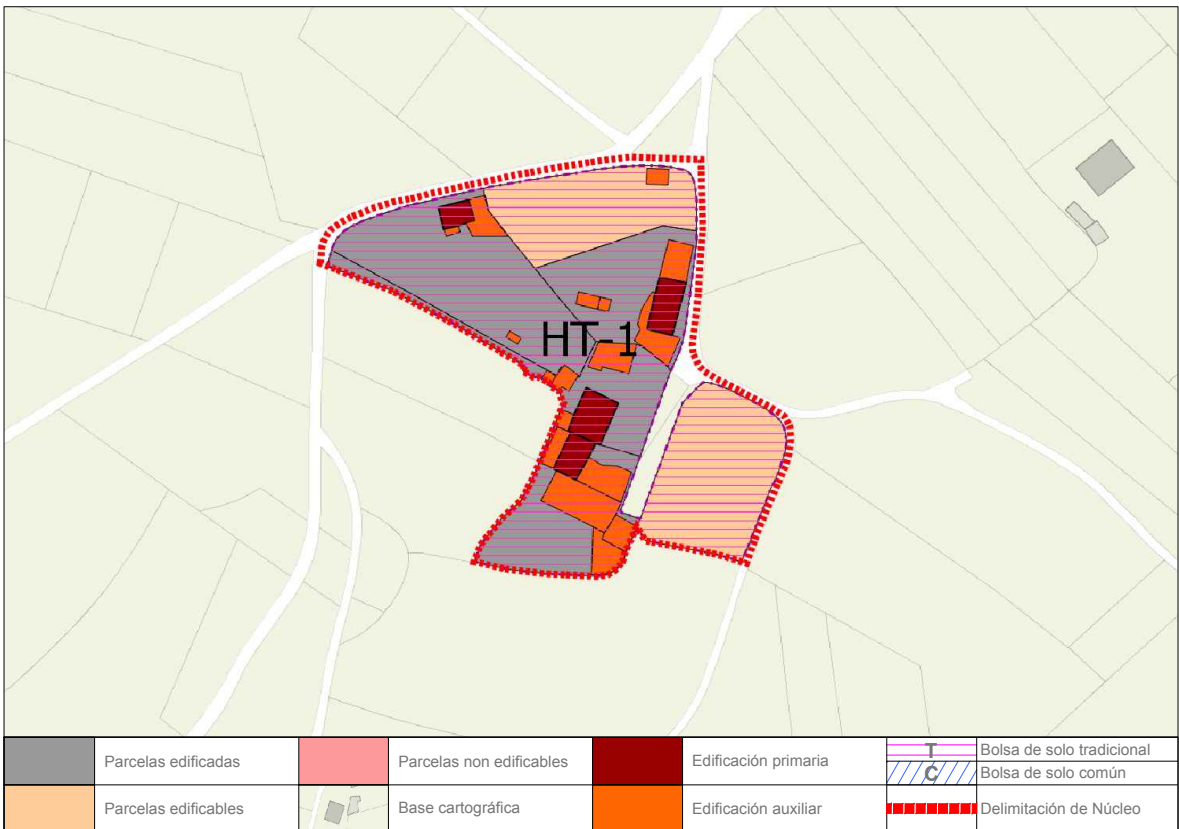 HT-1
Parcelas edificadas
Parcelas non edificables
Edificación primaria
T
Bolsa de solo tradicional
C
Bolsa de solo común
Parcelas edificables
Base cartográfica
Edificación auxiliar
Delimitación de Núcleo